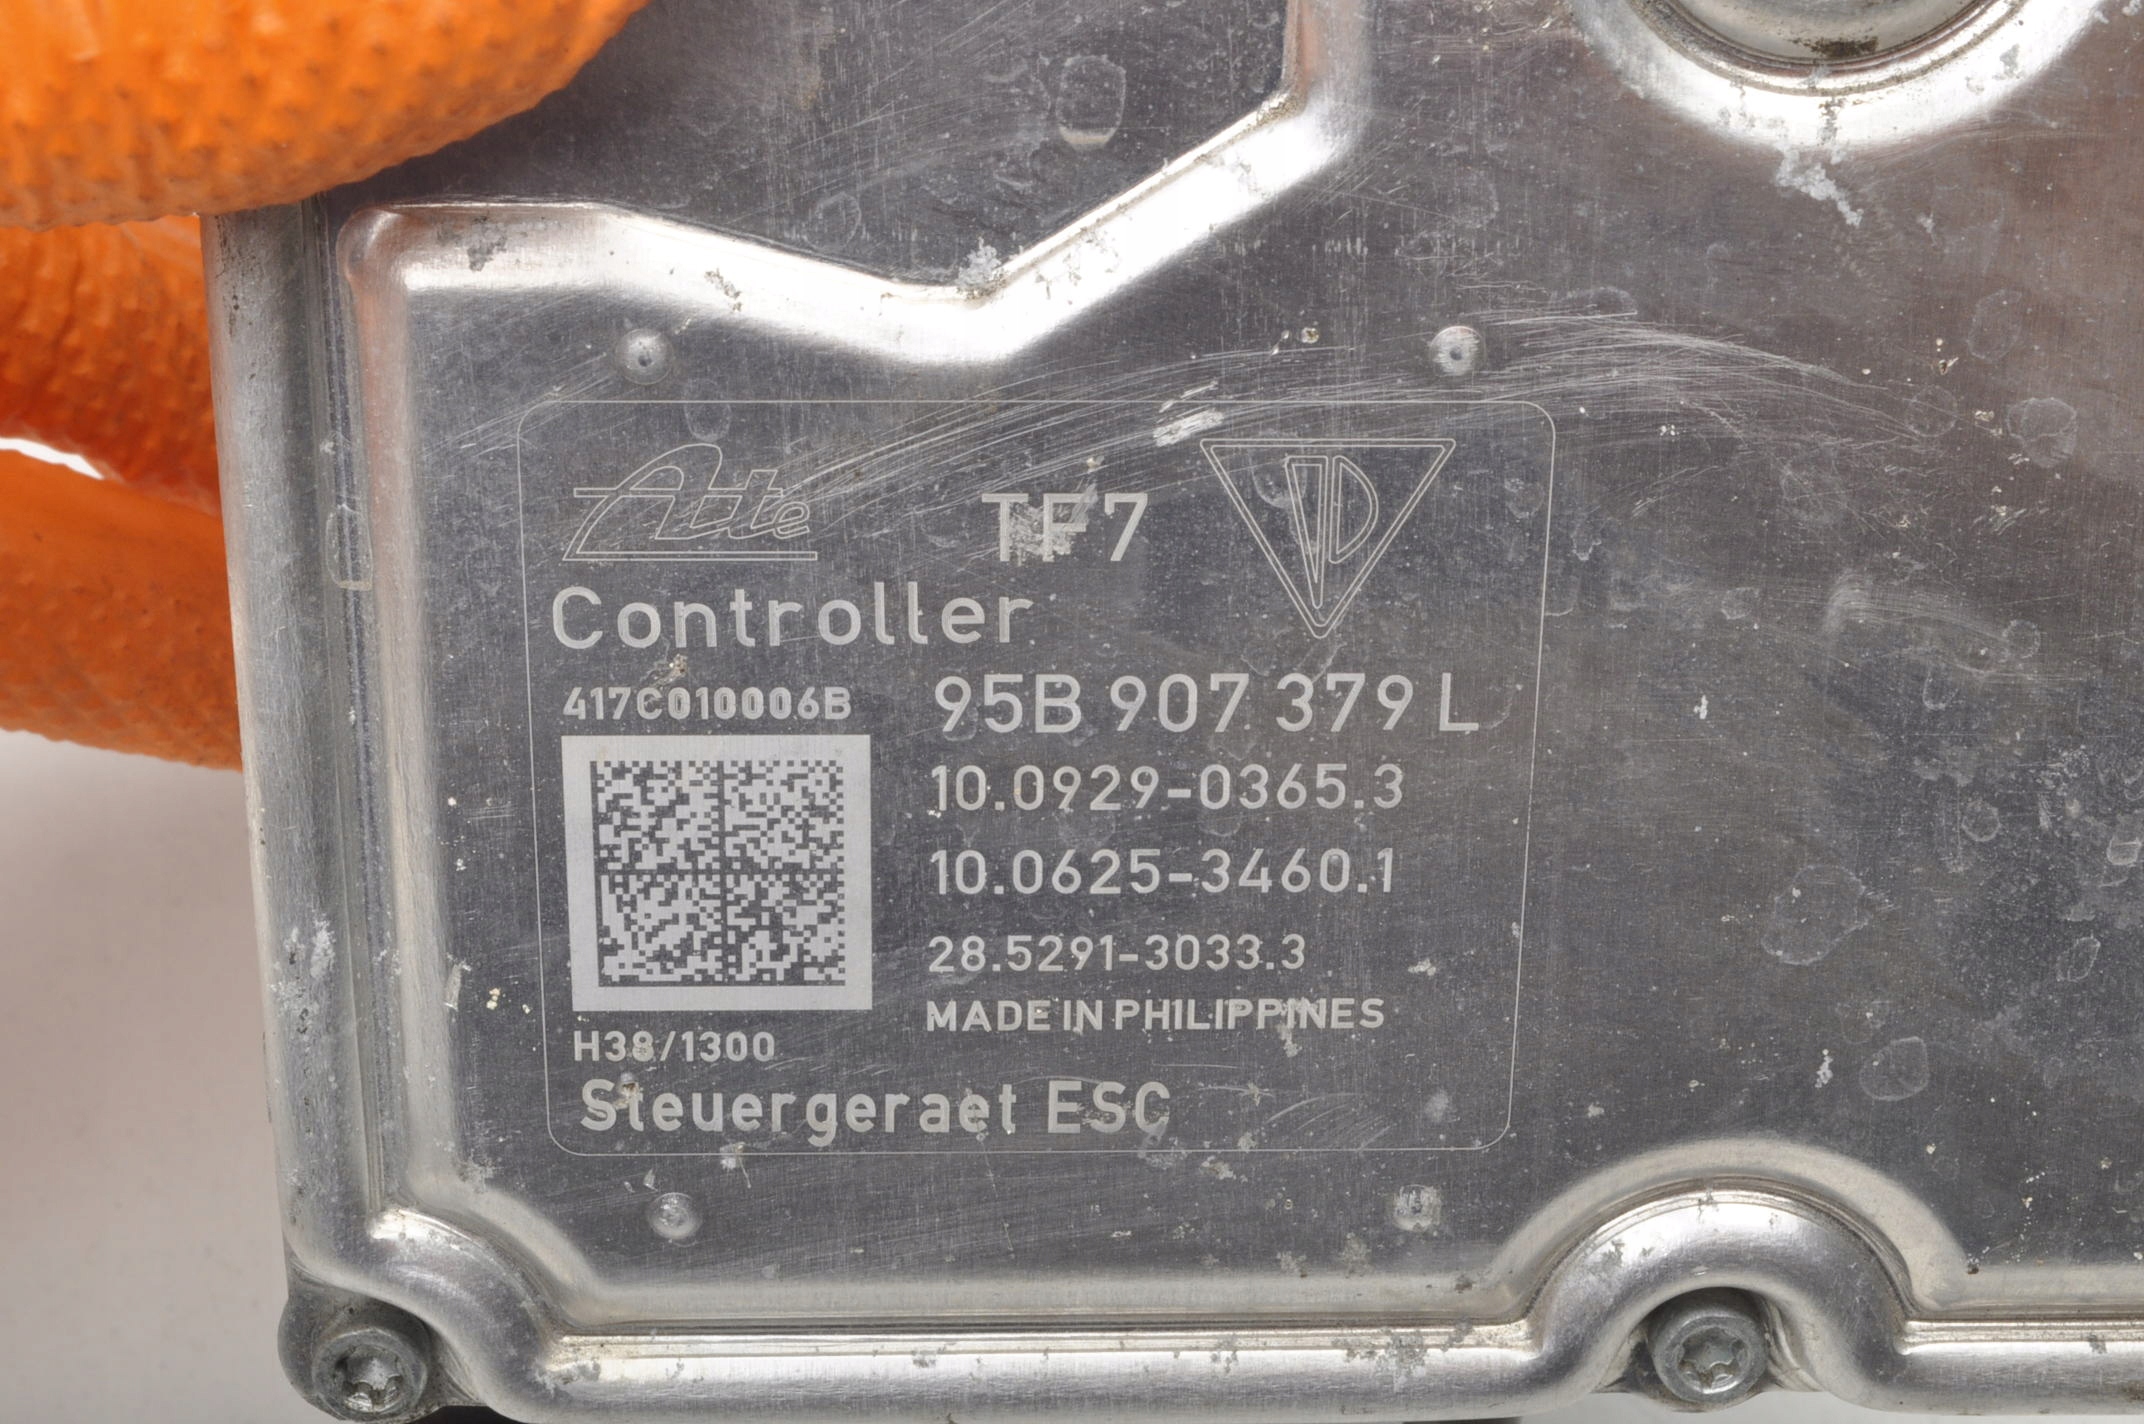 Ate TF7
Controller
417C010006B 95B 907 379 L
10.0929-0365.3
10.0625-3460.1
28.5291-3033.3
MADE IN PHILIPPINES
H38/1300
Steuergeraet ESC